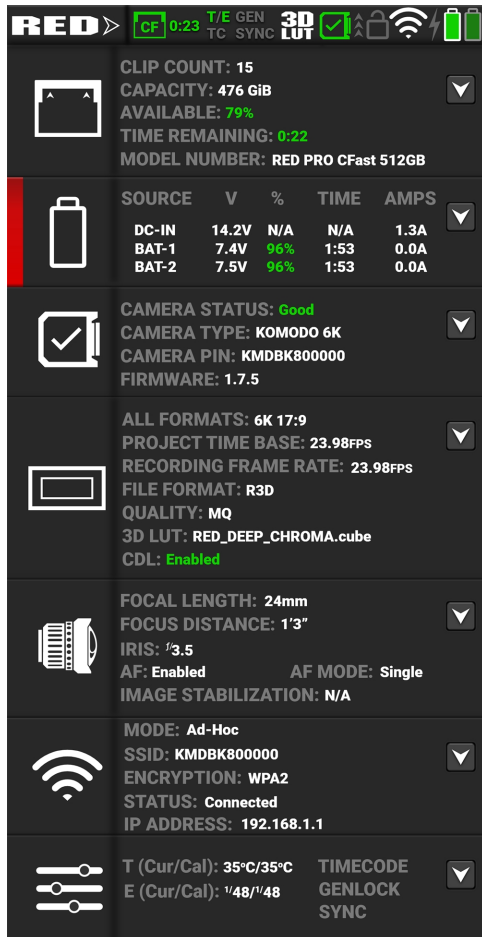 RED CF 0:23 T/E GEN 3D
TC SYNC LUT
CLIP COUNT: 15
CAPACITY: 476 GiB
AVAILABLE: 79%
TIME REMAINING: 0:22
MODEL NUMBER: RED PRO CFast 512GB
SOURCE V % TIME AMPS
DC-IN 14.2V N/A N/A 1.3A
BAT-1 7.4V 96% 1:53 0.0A
BAT-2 7.5V 96% 1:53 0.0A
CAMERA STATUS: Good
CAMERA TYPE: KOMODO 6K
CAMERA PIN: KMDBK800000
FIRMWARE: 1.7.5
ALL FORMATS: 6K 17:9
PROJECT TIME BASE: 23.98FPS
RECORDING FRAME RATE: 23.98FPS
FILE FORMAT: R3D
QUALITY: MQ
3D LUT: RED_DEEP_CHROMA.cube
CDL: Enabled
FOCAL LENGTH: 24mm
FOCUS DISTANCE: 1'3"
IRIS: f/3.5
AF: Enabled AF MODE: Single
IMAGE STABILIZATION: N/A
MODE: Ad-Hoc
SSID: KMDBK800000
ENCRYPTION: WPA2
STATUS: Connected
IP ADDRESS: 192.168.1.1
T (Cur/Cal): 35ºC/35ºC TIMECODE
E (Cur/Cal): 1/48/1/48 GENLOCK
SYNC